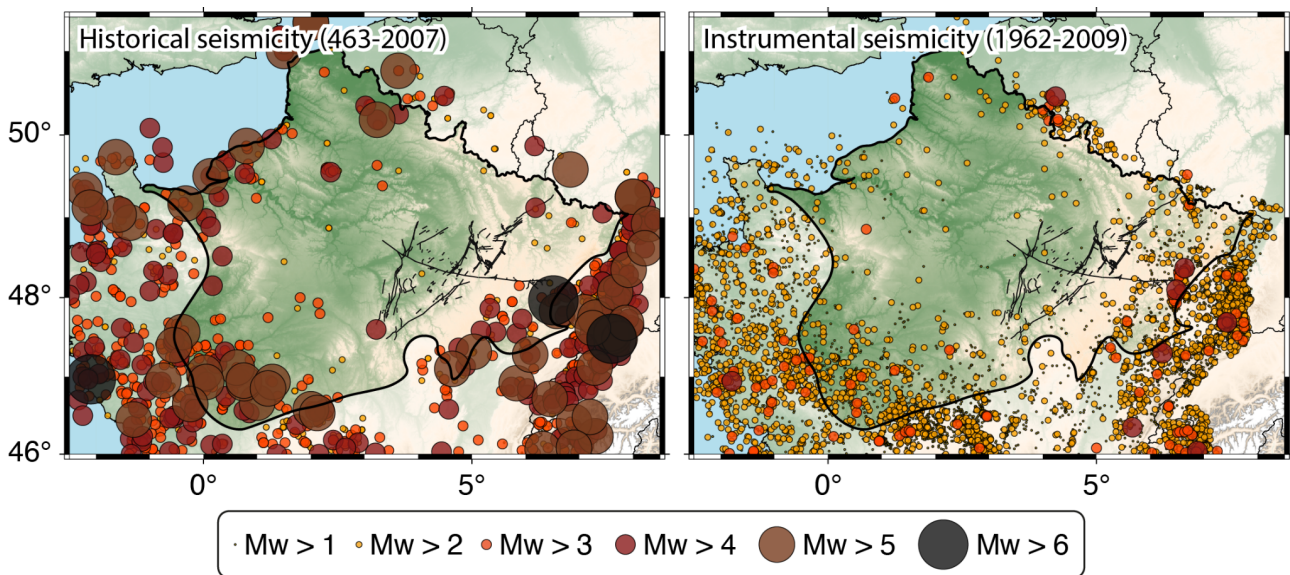 Historical seismicity (463-2007)
Instrumental seismicity (1962-2009)
50°
48°
46°
0°
5°
0°
5°
Mw > 1
Mw > 2
Mw > 3
Mw > 4
Mw > 5
Mw > 6